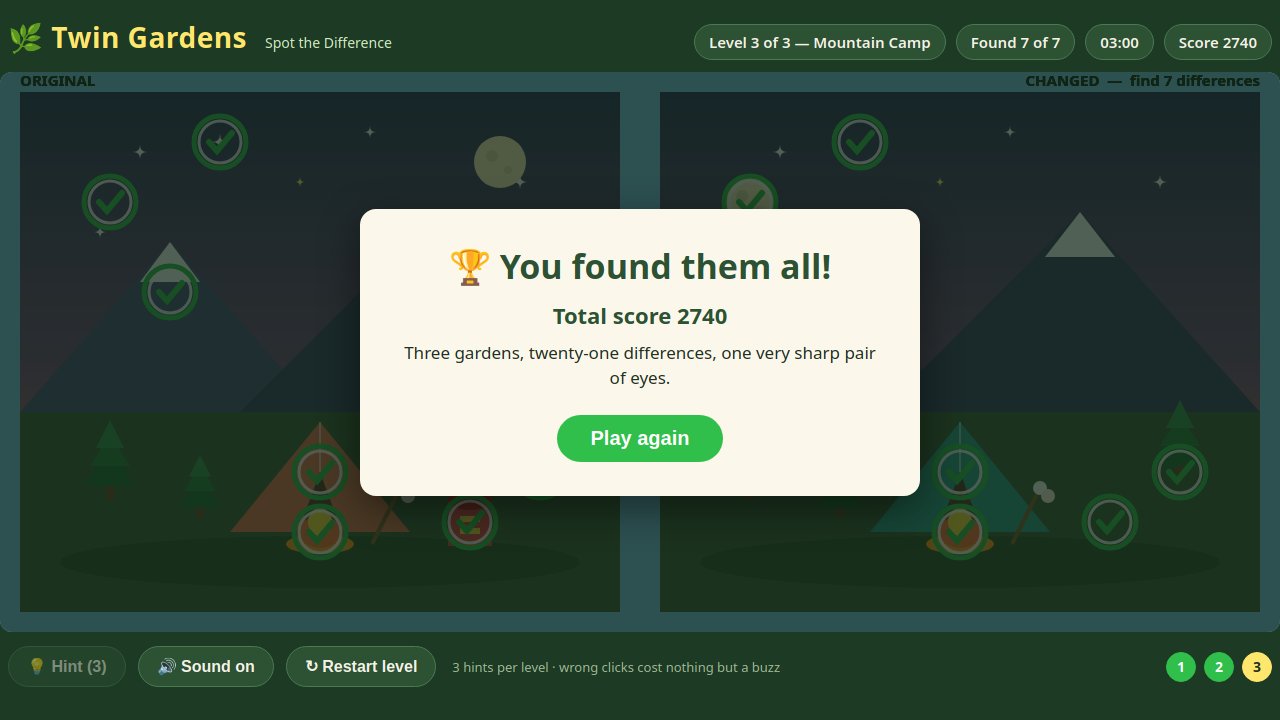 🌿 Twin Gardens Spot the Difference
Level 3 of 3 — Mountain Camp Found 7 of 7 03:00 Score 2740
ORIGINAL
CHANGED — find 7 differences
🏆 You found them all!
Total score 2740
Three gardens, twenty-one differences, one very sharp pair
of eyes.
Play again
💡 Hint (3) 🔊 Sound on ↻ Restart level 3 hints per level · wrong clicks cost nothing but a buzz 1 2 3